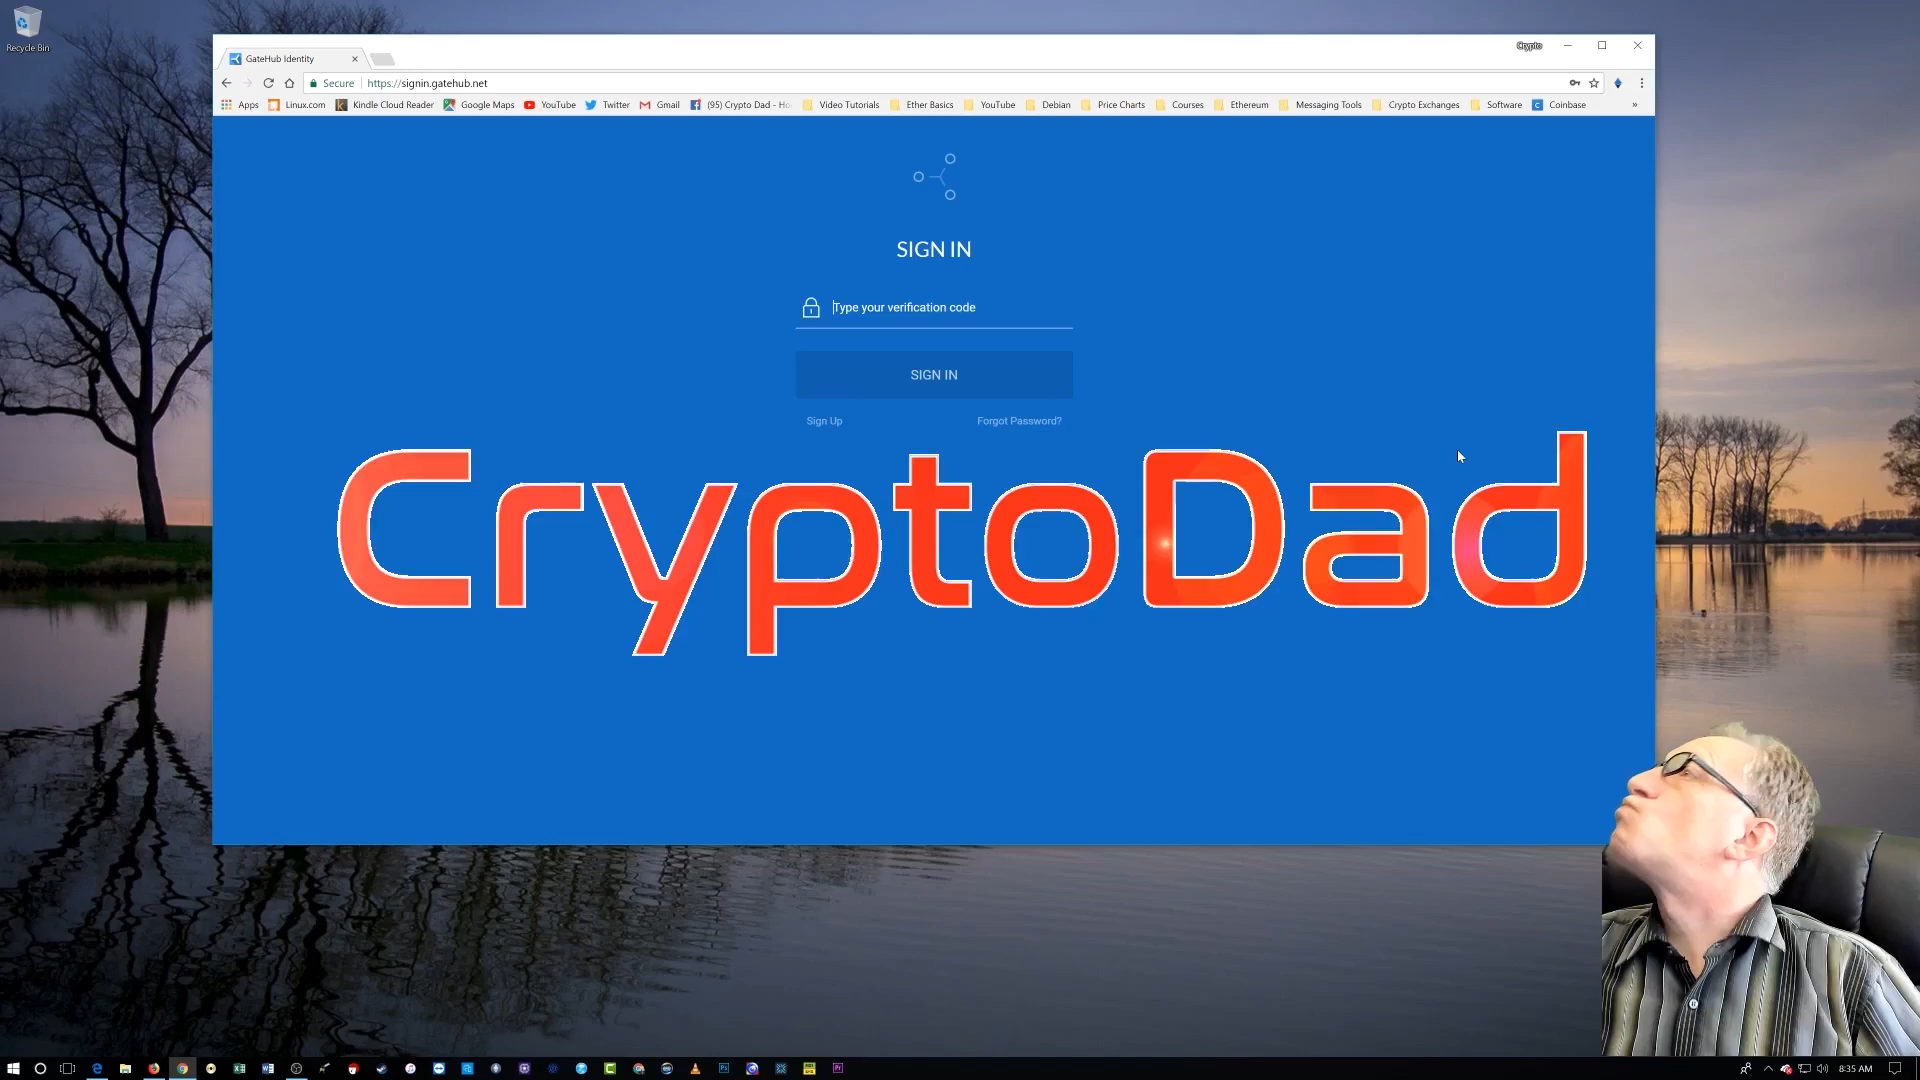 Recycle Bin
Crypto
GateHub Identity
Secure https://signin.gatehub.net
Apps Linux.com Kindle Cloud Reader Google Maps YouTube Twitter Gmail (95) Crypto Dad - Ho Video Tutorials Ether Basics YouTube Debian Price Charts Courses Ethereum Messaging Tools Crypto Exchanges Software Coinbase »
SIGN IN
Type your verification code
SIGN IN
Sign Up Forgot Password?
CryptoDad
8:35 AM